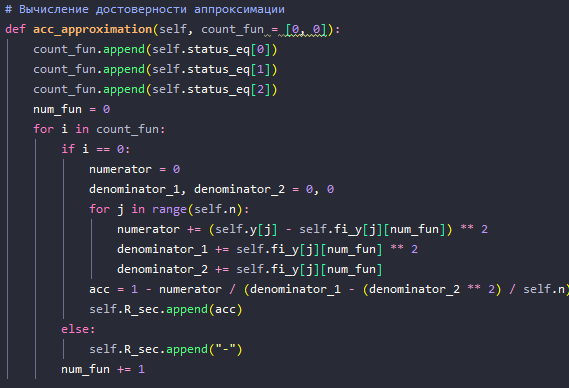 # Вычисление достоверности аппроксимации
def acc_approximation(self, count_fun = [0, 0]):
    count_fun.append(self.status_eq[0])
    count_fun.append(self.status_eq[1])
    count_fun.append(self.status_eq[2])
    num_fun = 0
    for i in count_fun:
        if i == 0:
            numerator = 0
            denominator_1, denominator_2 = 0, 0
            for j in range(self.n):
                numerator += (self.y[j] - self.fi_y[j][num_fun]) ** 2
                denominator_1 += self.fi_y[j][num_fun] ** 2
                denominator_2 += self.fi_y[j][num_fun]
            acc = 1 - numerator / (denominator_1 - (denominator_2 ** 2) / self.n)
            self.R_sec.append(acc)
        else:
            self.R_sec.append("-")
        num_fun += 1